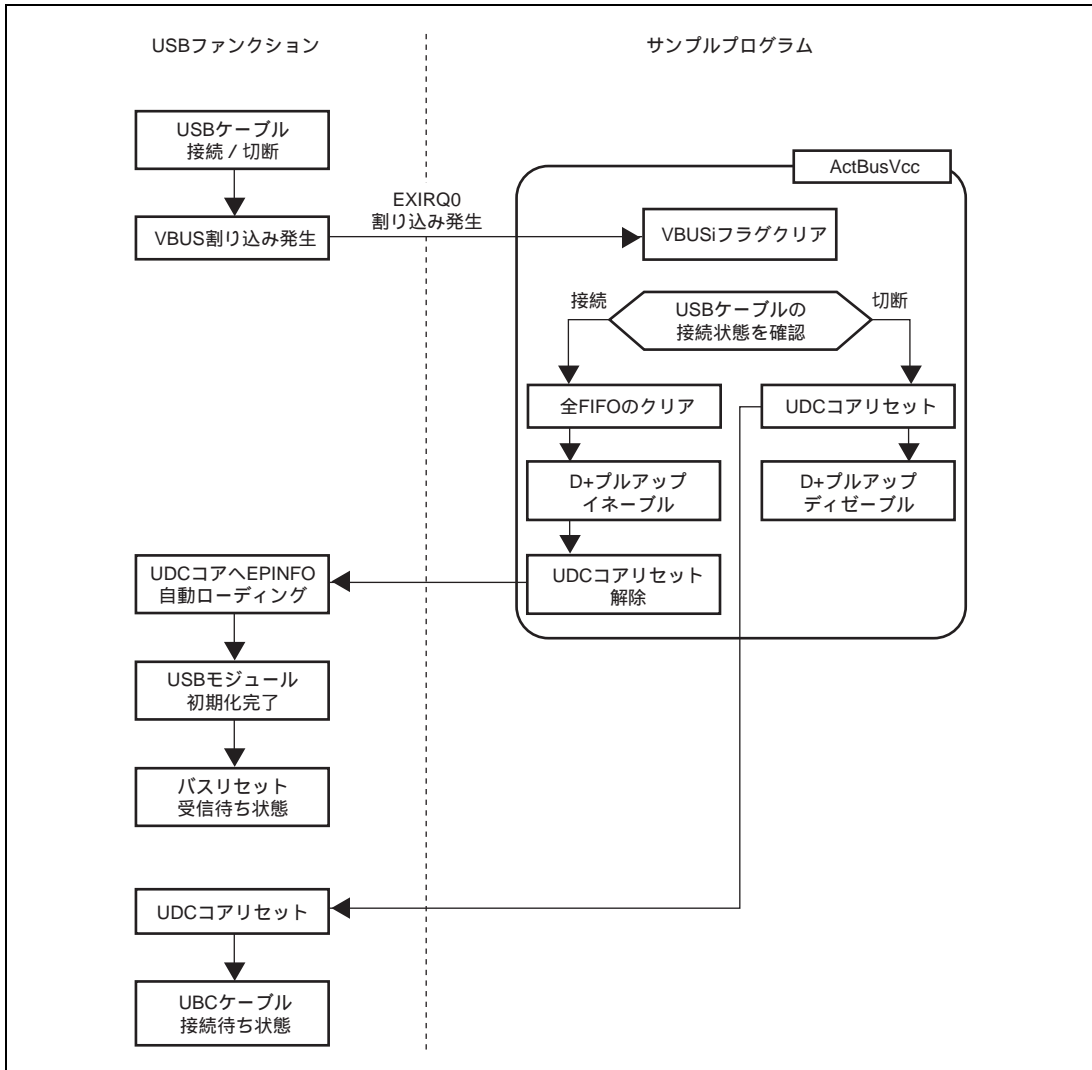 USBファンクション
サンプルプログラム
USBケーブル
接続 / 切断
ActBusVcc
EXIRQ0
割り込み発生
VBUS割り込み発生
VBUSiフラグクリア
接続
USBケーブルの
接続状態を確認
切断
全FIFOのクリア
UDCコアリセット
D+プルアップ
イネーブル
D+プルアップ
ディゼーブル
UDCコアへEPINFO
自動ローディング
UDCコアリセット
解除
USBモジュール
初期化完了
バスリセット
受信待ち状態
UDCコアリセット
UBCケーブル
接続待ち状態